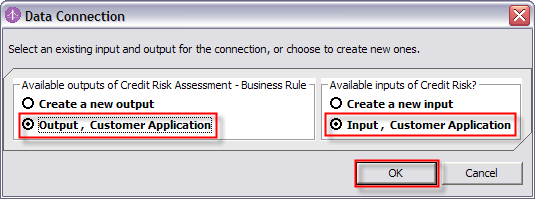 Data Connection
Select an existing input and output for the connection, or choose to create new ones.
Available outputs of Credit Risk Assessment - Business Rule
Create a new output
Output , Customer Application
Available inputs of Credit Risk?
Create a new input
Input , Customer Application
OK
Cancel